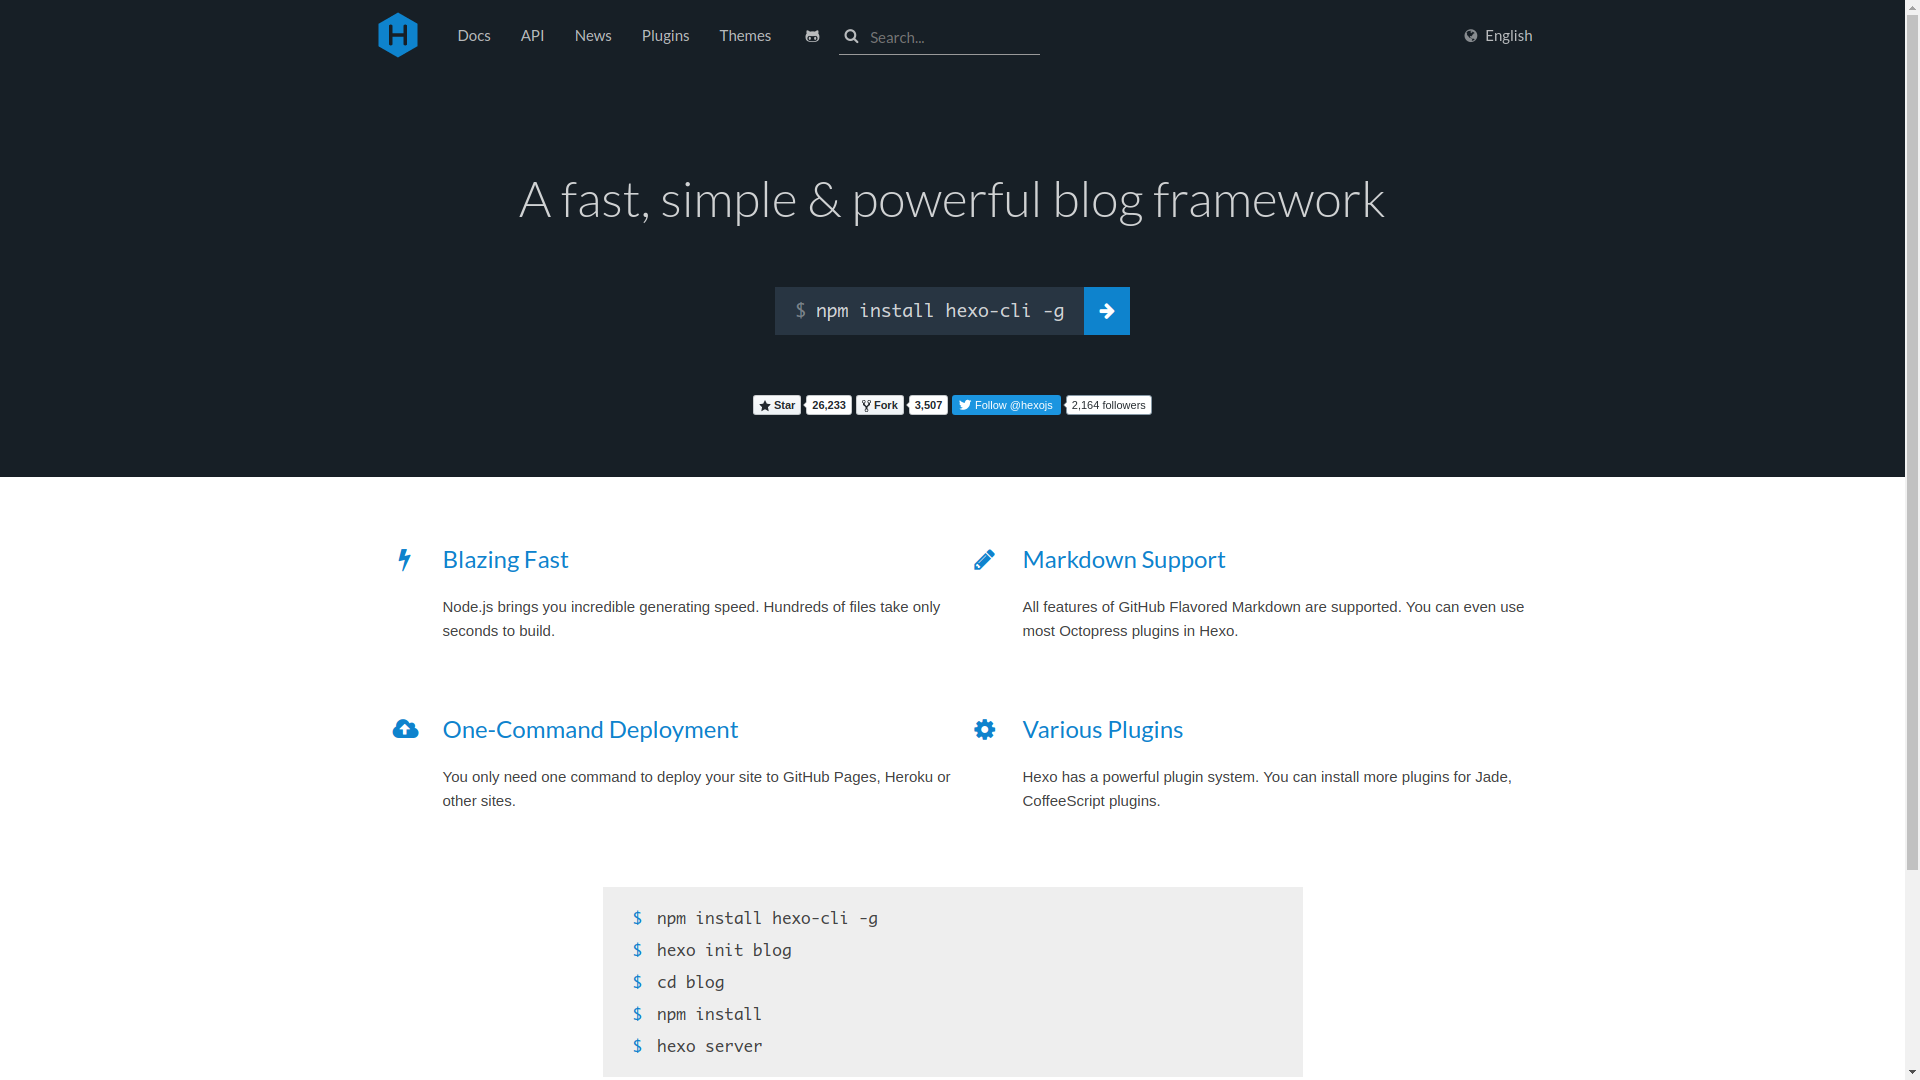 H Docs API News Plugins Themes Search... English
A fast, simple & powerful blog framework
$ npm install hexo-cli -g
Star 26,233 Fork 3,507 Follow @hexojs 2,164 followers
Blazing Fast
Node.js brings you incredible generating speed. Hundreds of files take only
seconds to build.
Markdown Support
All features of GitHub Flavored Markdown are supported. You can even use
most Octopress plugins in Hexo.
One-Command Deployment
You only need one command to deploy your site to GitHub Pages, Heroku or
other sites.
Various Plugins
Hexo has a powerful plugin system. You can install more plugins for Jade,
CoffeeScript plugins.
$ npm install hexo-cli -g
$ hexo init blog
$ cd blog
$ npm install
$ hexo server